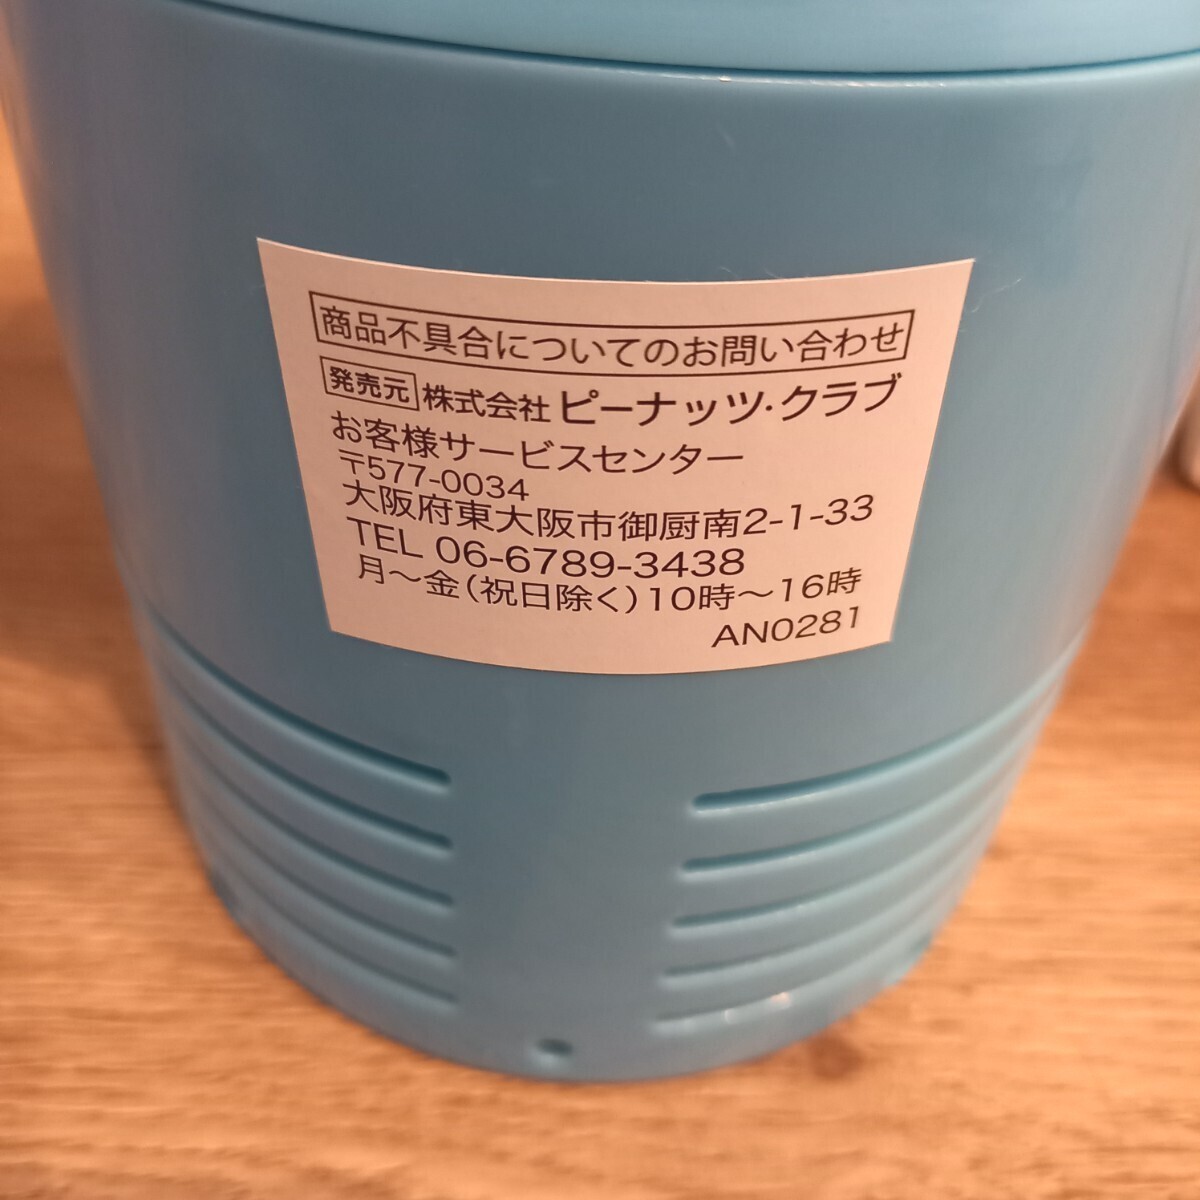 商品不具合についてのお問い合わせ
発売元 株式会社 ピーナッツ・クラブ
お客様サービスセンター
〒577-0034
大阪府東大阪市御厨南2-1-33
TEL 06-6789-3438
月～金(祝日除く)10時～16時
AN0281